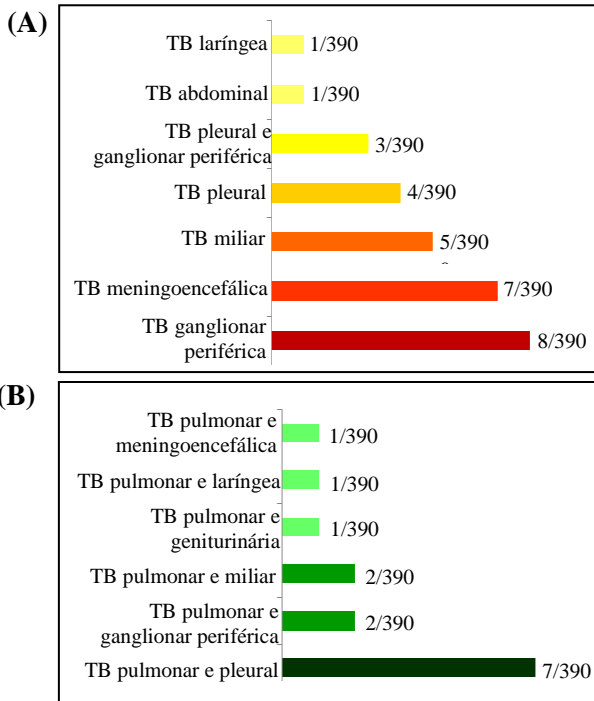 (A)
TB laríngea
1/390
TB abdominal
1/390
TB pleural e
ganglionar periférica
3/390
TB pleural
4/390
TB miliar
5/390
TB meningoencefálica
7/390
TB ganglionar
periférica
8/390
(B)
TB pulmonar e
meningoencefálica
1/390
TB pulmonar e laríngea
1/390
TB pulmonar e
geniturinária
1/390
TB pulmonar e miliar
2/390
TB pulmonar e
ganglionar periférica
2/390
TB pulmonar e pleural
7/390